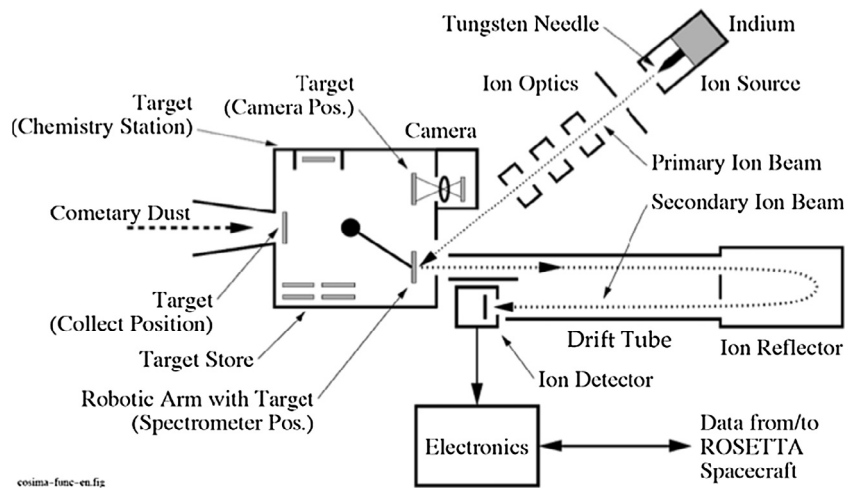 Tungsten Needle
Indium
Target
(Camera Pos.)
Ion Optics
Ion Source
Target
(Chemistry Station)
Camera
Primary Ion Beam
Cometary Dust
Secondary Ion Beam
Target
(Collect Position)
Drift Tube
Ion Reflector
Target Store
Ion Detector
Robotic Arm with Target
(Spectrometer Pos.)
Electronics
Data from/to
ROSETTA
Spacecraft
cosima-func-en.fig